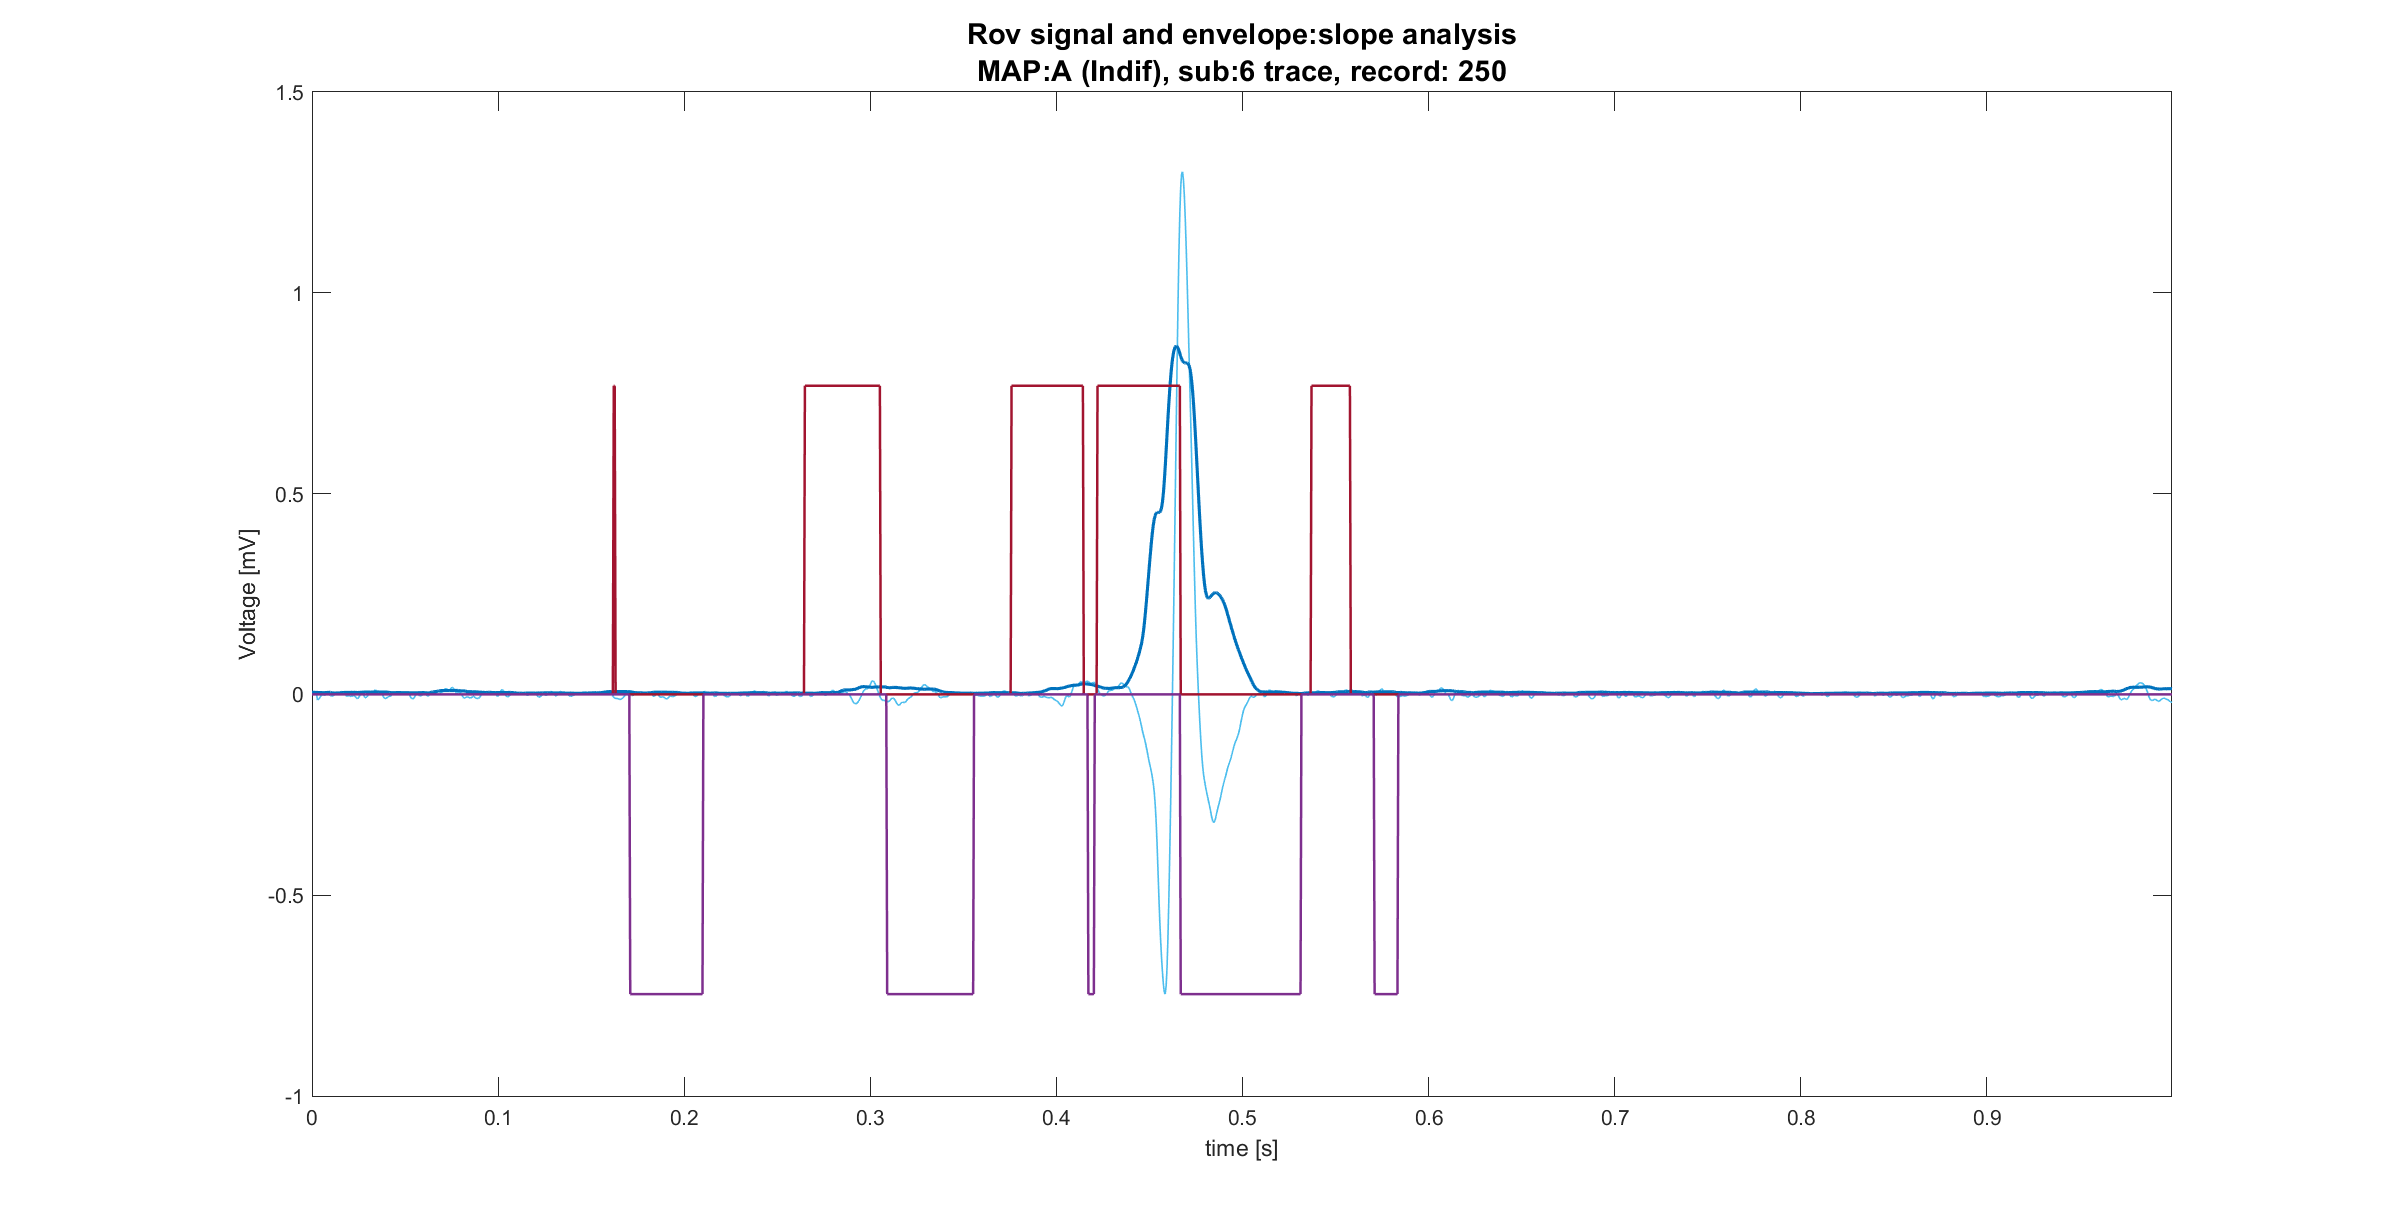 Rov signal and envelope:slope analysis
MAP:A (Indif), sub:6 trace, record: 250
1.5
1
0.5
0
-0.5
-1
Voltage [mV]
0 0.1 0.2 0.3 0.4 0.5 0.6 0.7 0.8 0.9
time [s]